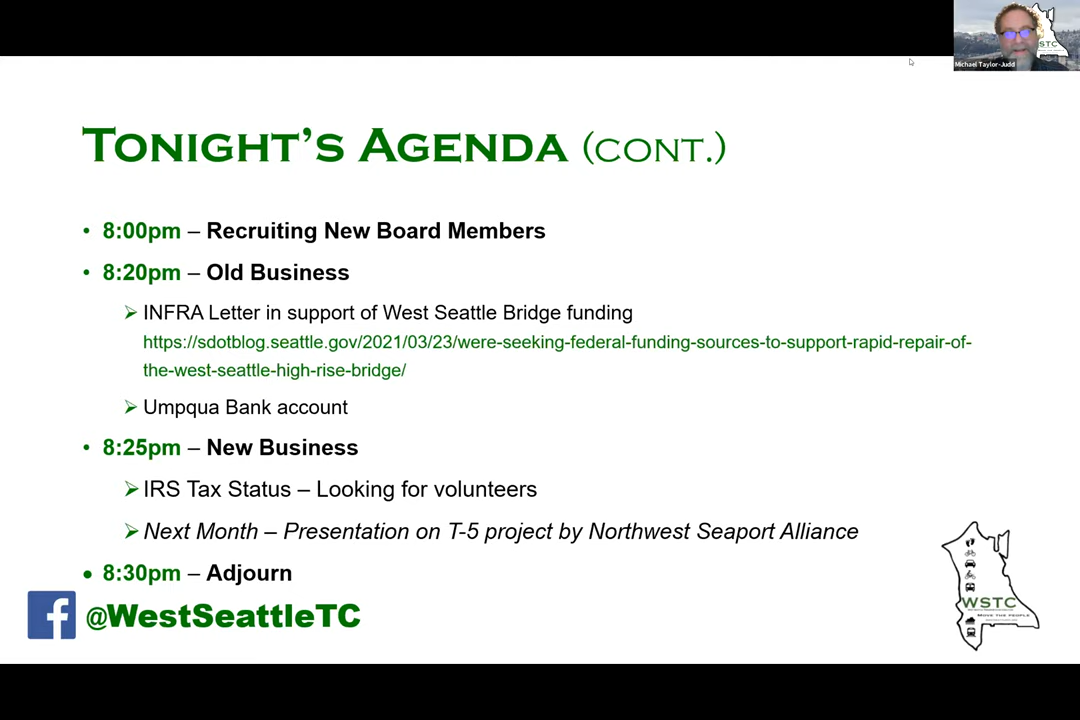 STC
Michael Taylor-Judd
TONIGHT'S AGENDA (CONT.)
• 8:00pm – Recruiting New Board Members
• 8:20pm – Old Business
➢ INFRA Letter in support of West Seattle Bridge funding
https://sdotblog.seattle.gov/2021/03/23/were-seeking-federal-funding-sources-to-support-rapid-repair-of-
the-west-seattle-high-rise-bridge/
➢ Umpqua Bank account
• 8:25pm – New Business
➢ IRS Tax Status – Looking for volunteers
➢ Next Month – Presentation on T-5 project by Northwest Seaport Alliance
• 8:30pm – Adjourn
f @WestSeattleTC
WSTC
MOVE THE PEOPLE